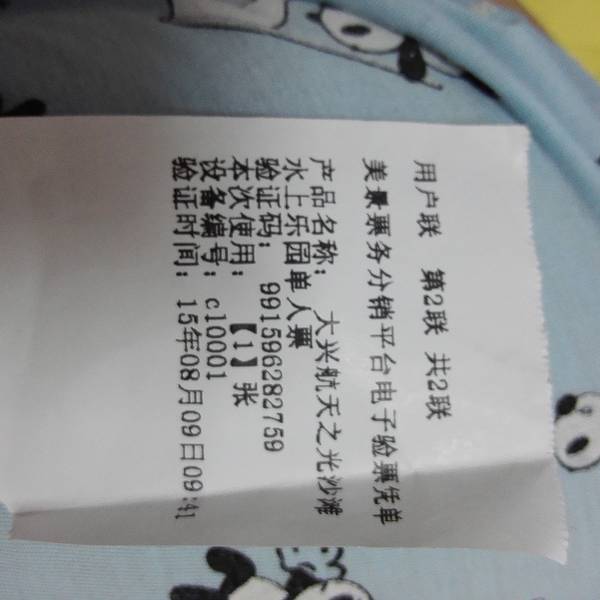 用户联 第2联 共2联
美景票务分销平台电子验票凭单
产品名称： 大兴航天之光沙滩
水上乐园单人票
验证码： 991596282759
本次使用： 【1】张
设备编号：c10001
验证时间：15年08月09日09:41